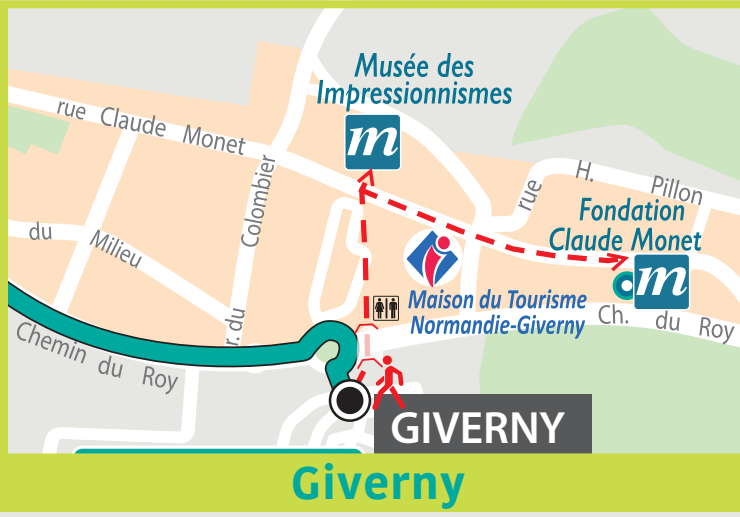 Musée des
Impressionnismes
m
rue Claude Monet
Colombier
r. du
du Milieu
rue H. Pillon
Fondation
Claude Monet
m
Maison du Tourisme
Normandie-Giverny
Ch. du Roy
Chemin du Roy
GIVERNY
Giverny